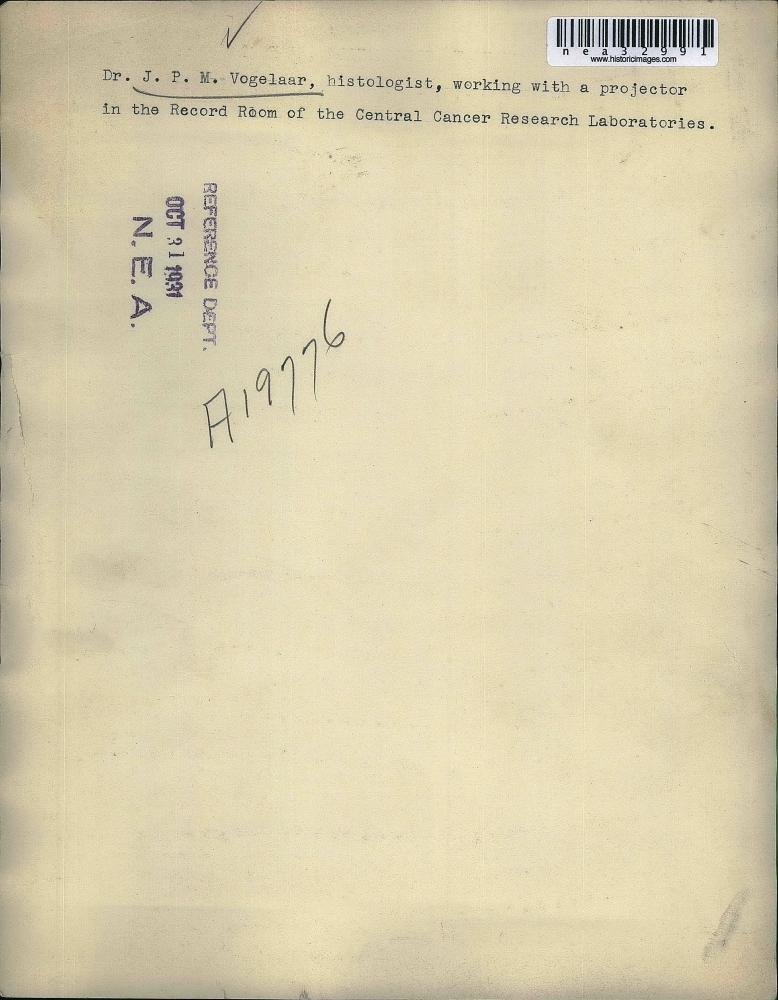 nea32991
www.historicimages.com
Dr. J. P. M. Vogelaar, histologist, working with a projector
in the Record Room of the Central Cancer Research Laboratories.
REFERENCE DEPT.
OCT 31 1931
N. E. A.
A19776